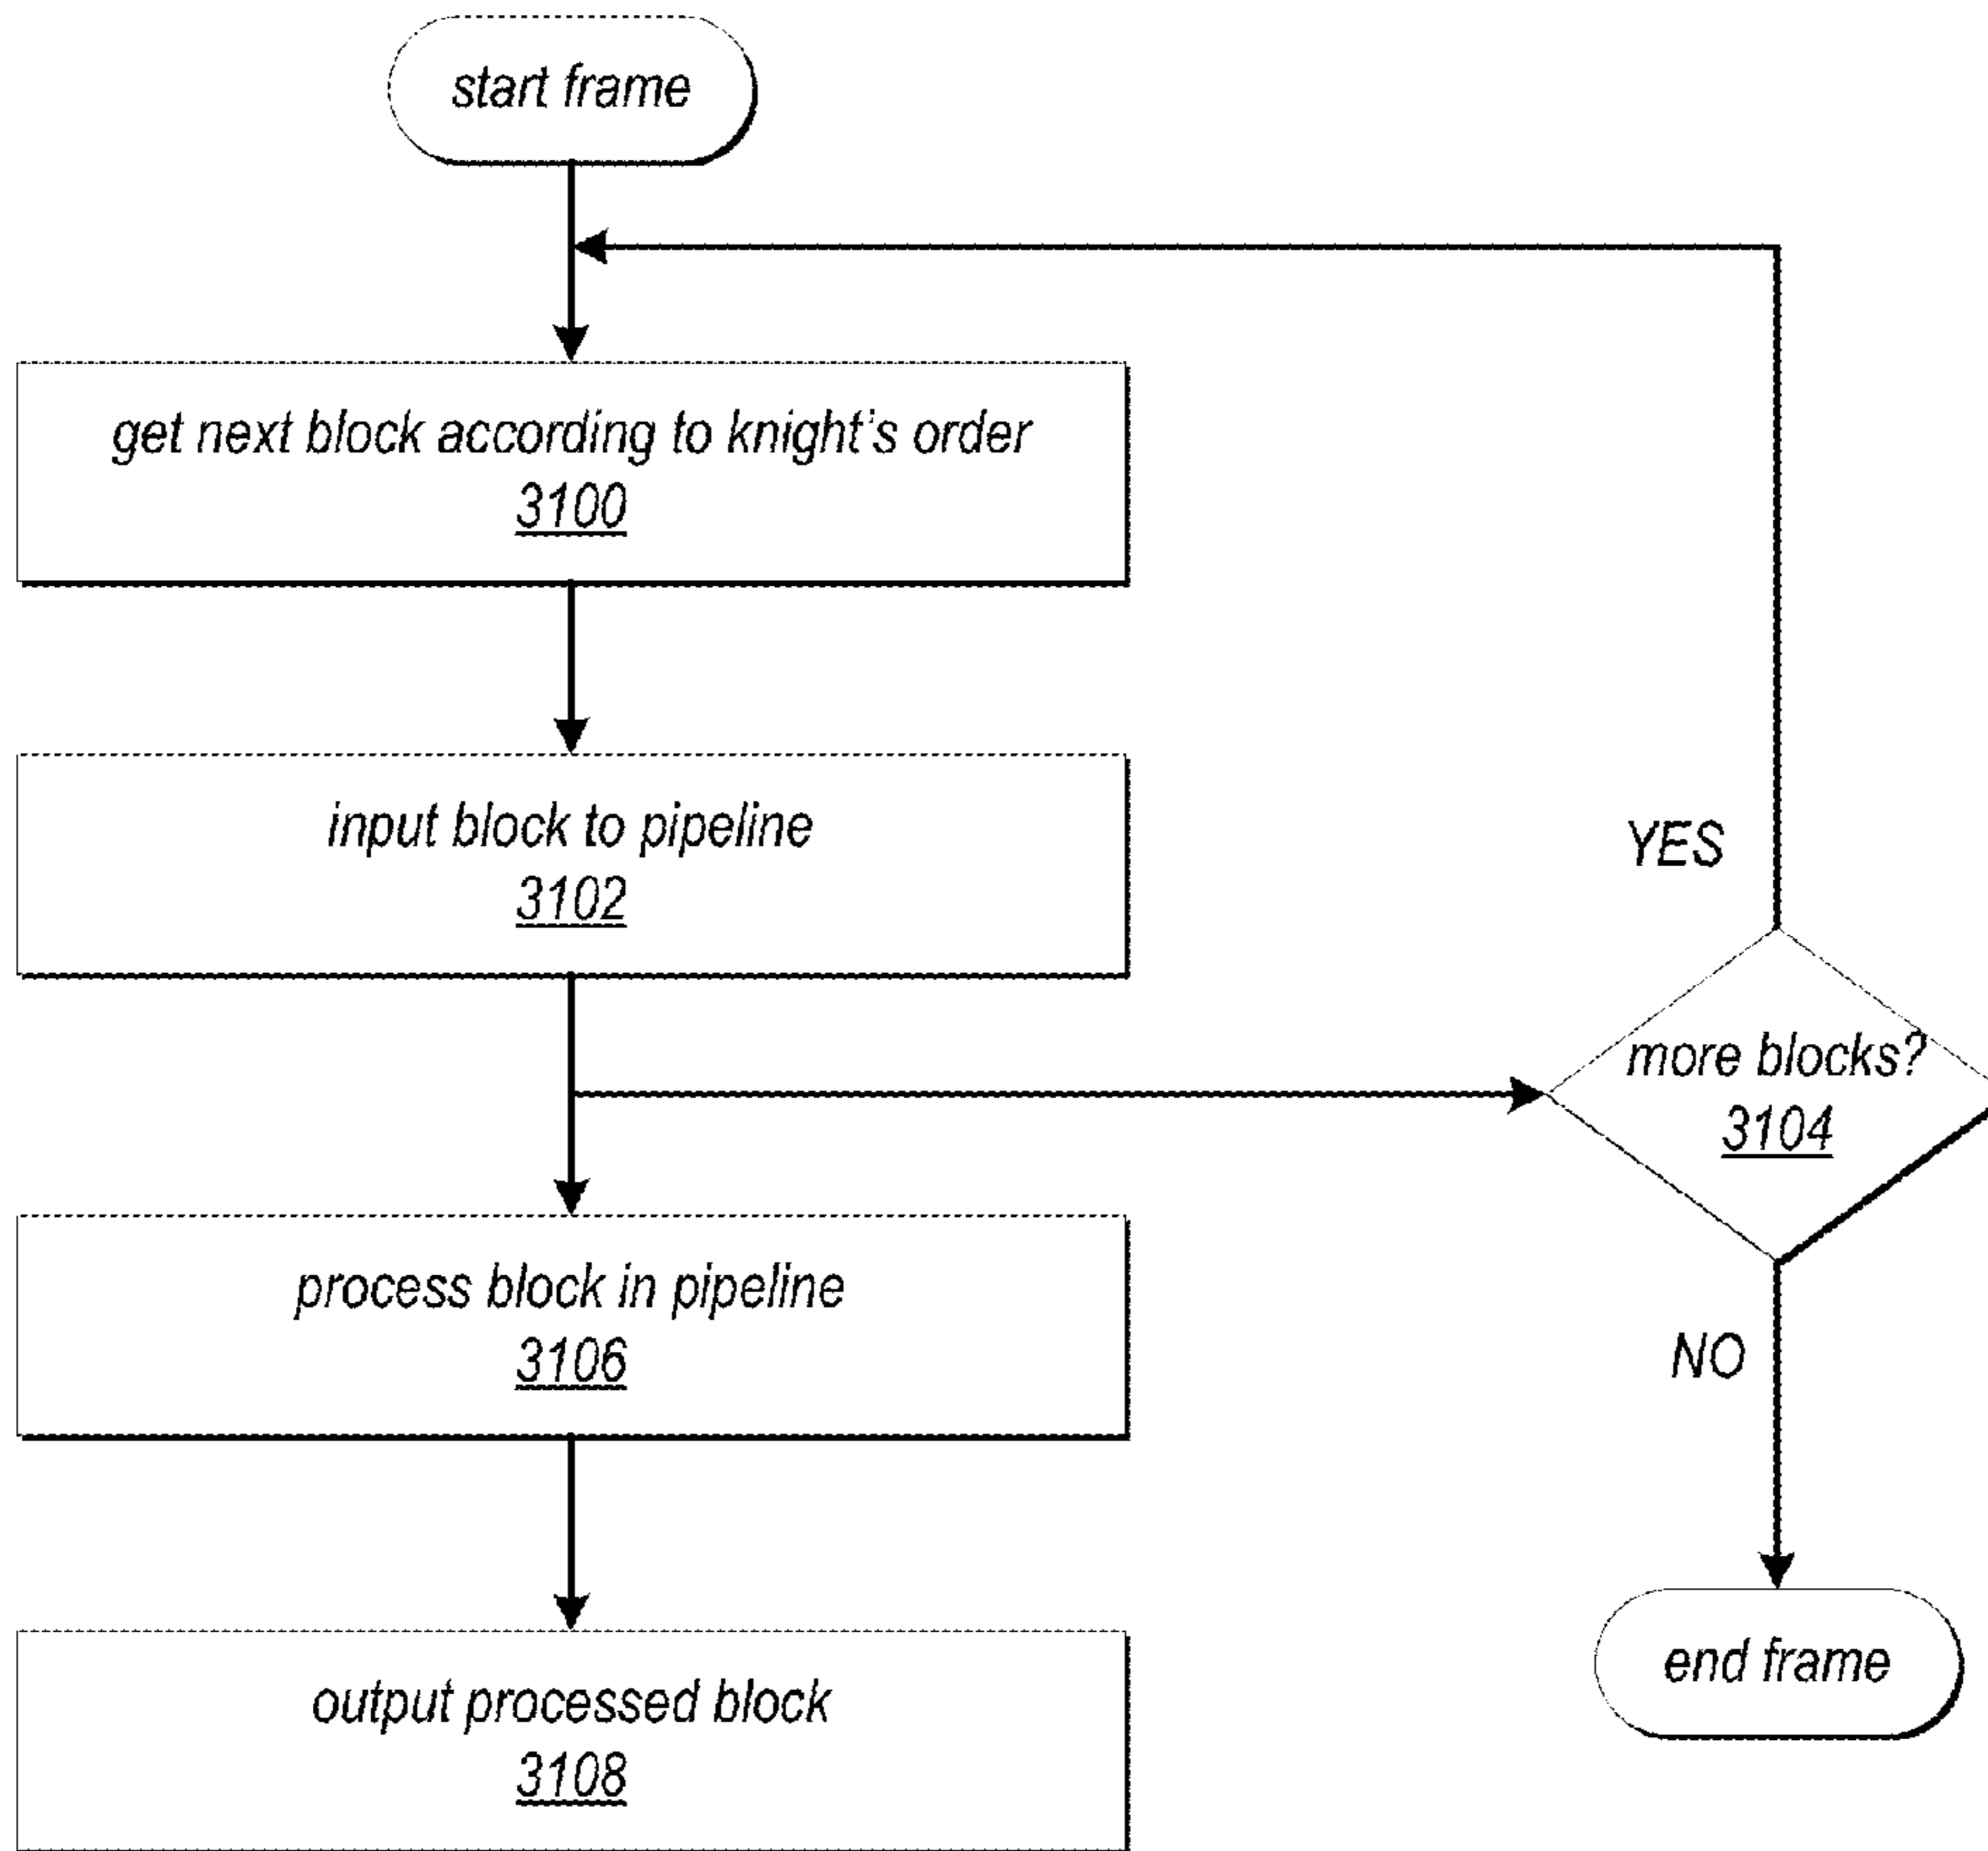 start frame
get next block according to knight's order
3100
input block to pipeline
3102
YES
more blocks?
3104
process block in pipeline
3106
NO
output processed block
3108
end frame